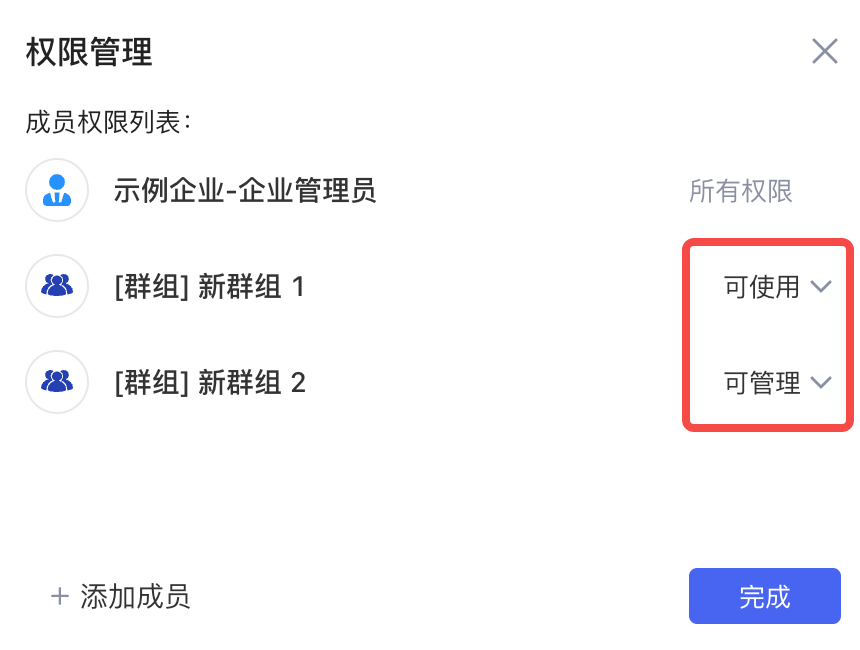 权限管理
成员权限列表：
示例企业-企业管理员 所有权限
[群组] 新群组 1 可使用
[群组] 新群组 2 可管理
+ 添加成员 完成